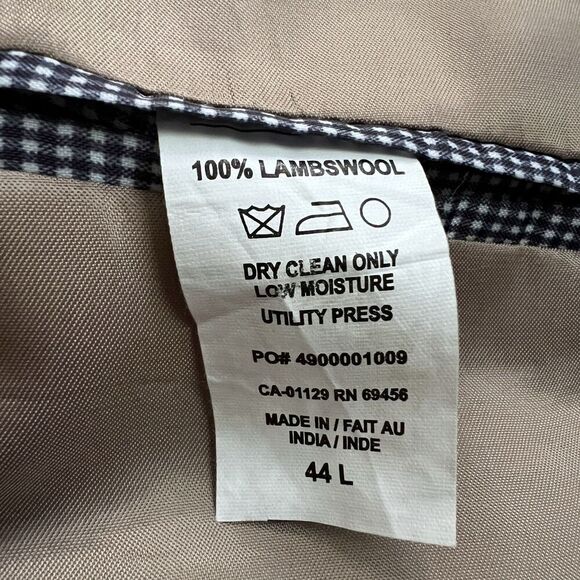 100% LAMBSWOOL
DRY CLEAN ONLY
LOW MOISTURE
UTILITY PRESS
PO# 4900001009
CA-01129 RN 69456
MADE IN / FAIT AU
INDIA / INDE
44 L